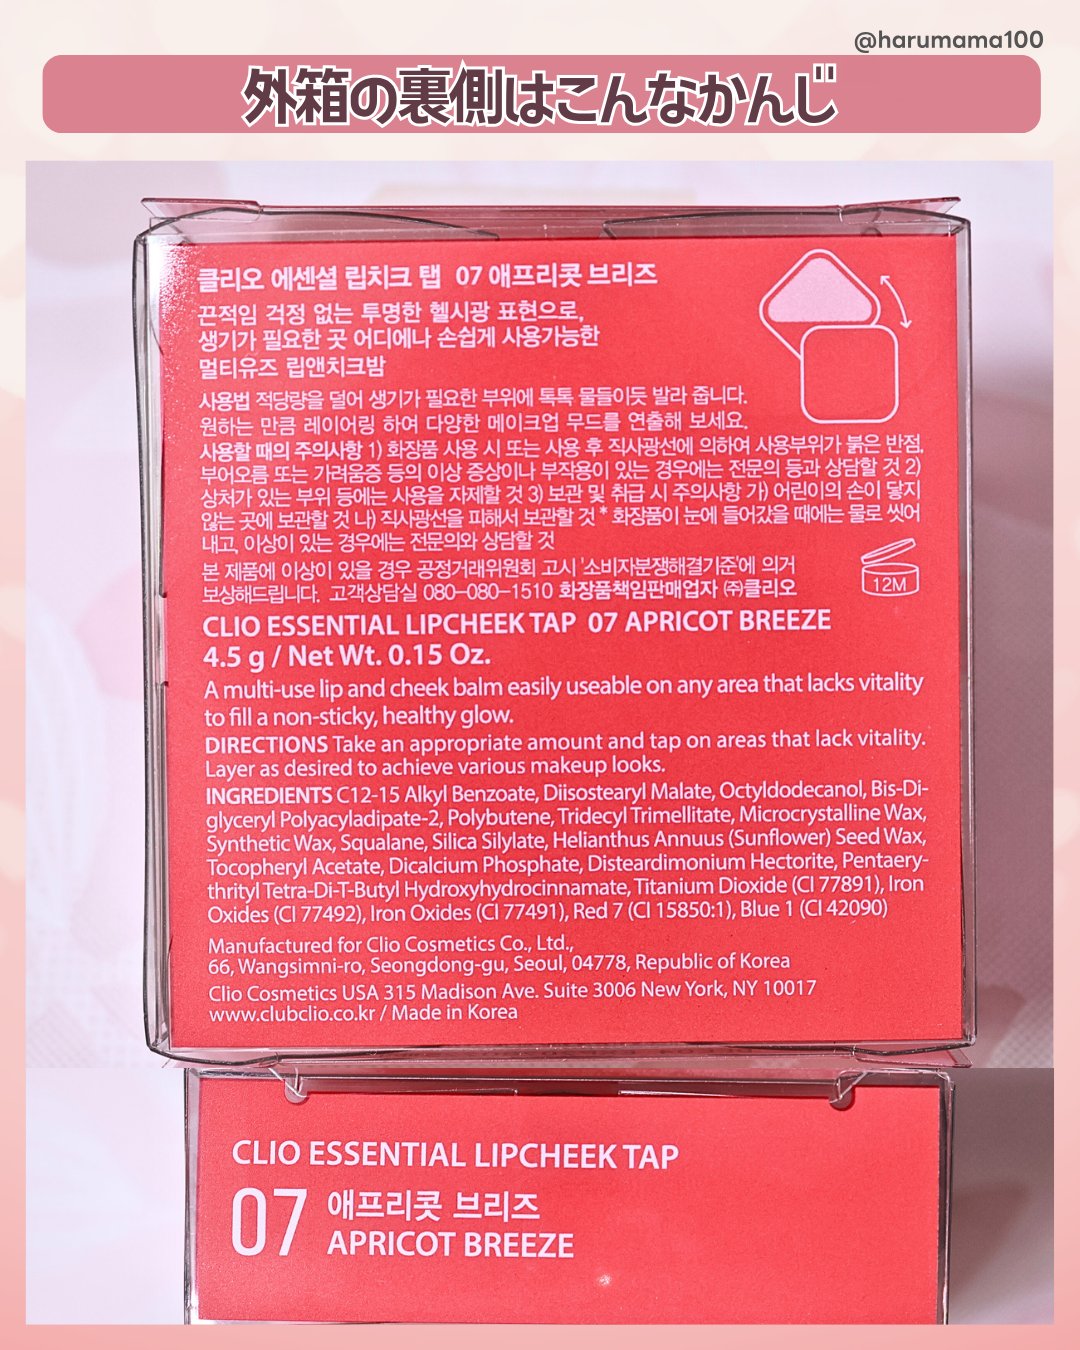 @harumama100
外箱の裏側はこんなかんじ
클리오 에센셜 립치크 탭 07 애프리콧 브리즈
끈적임 걱정 없는 투명한 헬시광 표현으로,
생기가 필요한 곳 어디에나 손쉽게 사용가능한
멀티유즈 립앤치크밤
사용법 적당량을 덜어 생기가 필요한 부위에 톡톡 물들이듯 발라 줍니다.
원하는 만큼 레이어링 하여 다양한 메이크업 무드를 연출해 보세요.
사용할 때의 주의사항 1) 화장품 사용 시 또는 사용 후 직사광선에 의하여 사용부위가 붉은 반점,
부어오름 또는 가려움증 등의 이상 증상이나 부작용이 있는 경우에는 전문의 등과 상담할 것 2)
상처가 있는 부위 등에는 사용을 자제할 것 3) 보관 및 취급 시 주의사항 가) 어린이의 손이 닿지
않는 곳에 보관할 것 나) 직사광선을 피해서 보관할 것 * 화장품이 눈에 들어갔을 때에는 물로 씻어
내고, 이상이 있는 경우에는 전문의와 상담할 것
본 제품에 이상이 있을 경우 공정거래위원회 고시 '소비자분쟁해결기준'에 의거
보상해드립니다. 고객상담실 080-080-1510 화장품책임판매업자 ㈜클리오
12M
CLIO ESSENTIAL LIPCHEEK TAP 07 APRICOT BREEZE
4.5 g / Net Wt. 0.15 Oz.
A multi-use lip and cheek balm easily useable on any area that lacks vitality
to fill a non-sticky, healthy glow.
DIRECTIONS Take an appropriate amount and tap on areas that lack vitality.
Layer as desired to achieve various makeup looks.
INGREDIENTS C12-15 Alkyl Benzoate, Diisostearyl Malate, Octyldodecanol, Bis-Di-
glyceryl Polyacyladipate-2, Polybutene, Tridecyl Trimellitate, Microcrystalline Wax,
Synthetic Wax, Squalane, Silica Silylate, Helianthus Annuus (Sunflower) Seed Wax,
Tocopheryl Acetate, Dicalcium Phosphate, Disteardimonium Hectorite, Pentaery-
thrityl Tetra-Di-T-Butyl Hydroxyhydrocinnamate, Titanium Dioxide (CI 77891), Iron
Oxides (CI 77492), Iron Oxides (CI 77491), Red 7 (CI 15850:1), Blue 1 (CI 42090)
Manufactured for Clio Cosmetics Co., Ltd.,
66, Wangsimni-ro, Seongdong-gu, Seoul, 04778, Republic of Korea
Clio Cosmetics USA 315 Madison Ave. Suite 3006 New York, NY 10017
www.clubclio.co.kr / Made in Korea
CLIO ESSENTIAL LIPCHEEK TAP
07 애프리콧 브리즈
APRICOT BREEZE